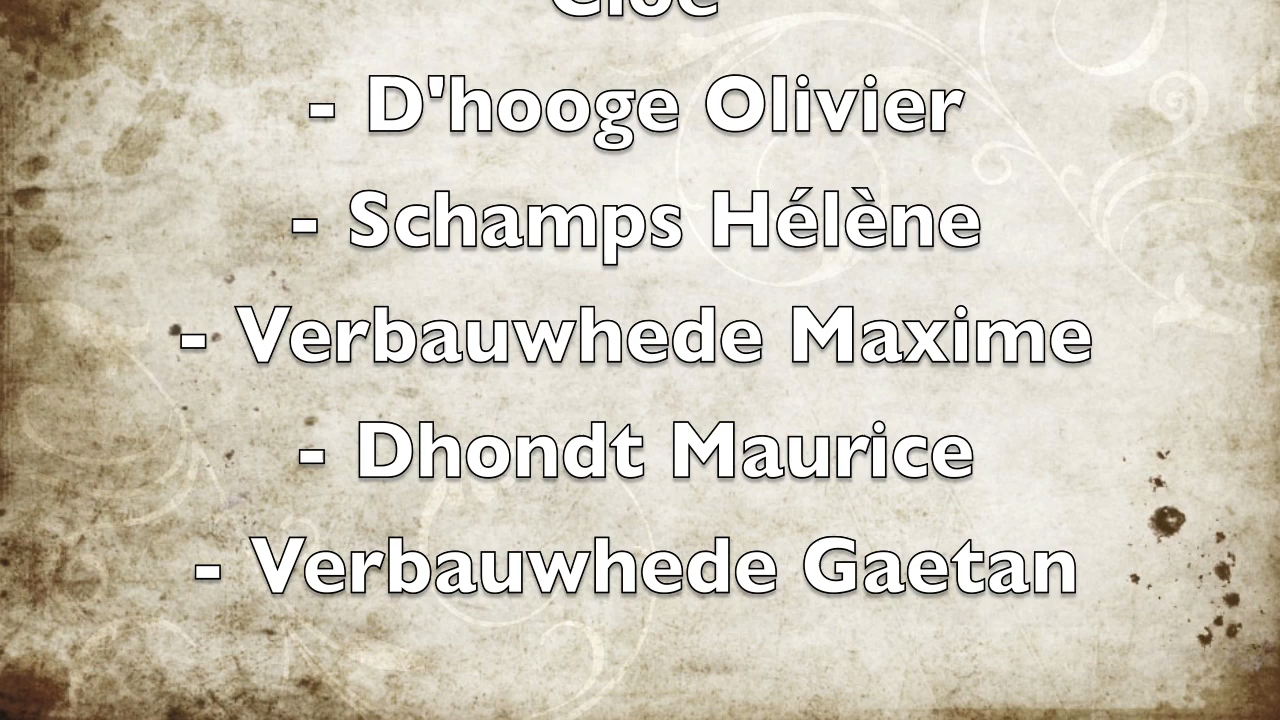 - D'hooge Olivier
- Schamps Hélène
- Verbauwhede Maxime
- Dhondt Maurice
- Verbauwhede Gaetan